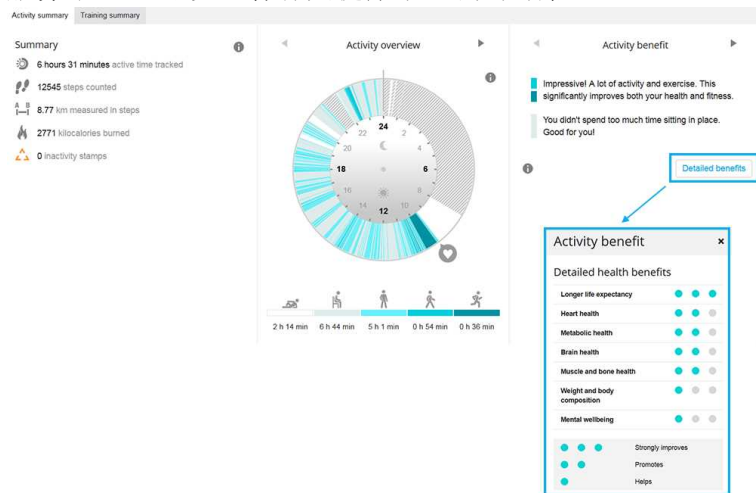 Activity summary
Training summary
Summary
6 hours 31 minutes active time tracked
12545 steps counted
A B
8.77 km measured in steps
2771 kilocalories burned
0 inactivity stamps
Activity overview
24
2
4
6
8
10
12
14
16
18
20
22
2 h 14 min
6 h 44 min
5 h 1 min
0 h 54 min
0 h 36 min
Activity benefit
Impressive! A lot of activity and exercise. This
significantly improves both your health and fitness.
You didn't spend too much time sitting in place.
Good for you!
Detailed benefits
Activity benefit
Detailed health benefits
Longer life expectancy
Heart health
Metabolic health
Brain health
Muscle and bone health
Weight and body
composition
Mental wellbeing
Strongly improves
Promotes
Helps